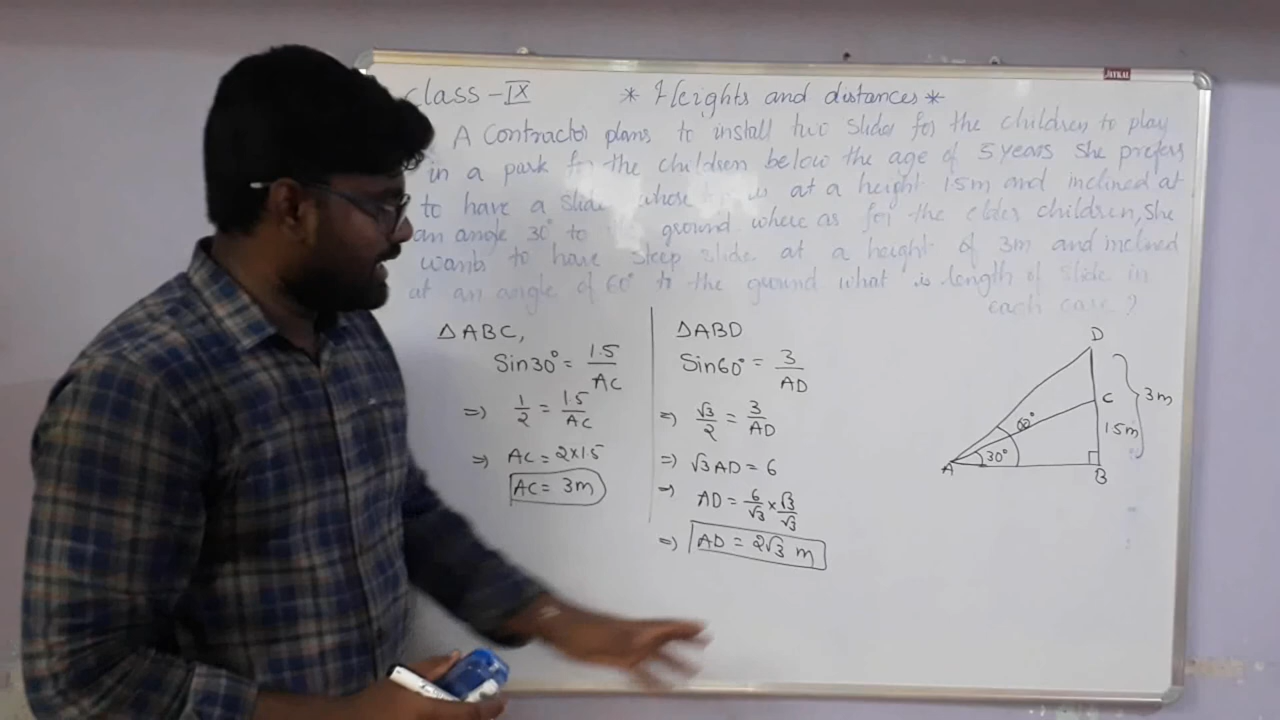 class - IX * Heights and distances *
A Contractor plans to install two slides for the children to play
in a park for the children below the age of 5 years She prefers
to have a slide whose is at a height 1.5m and inclined at
an angle 30° to ground where as for the elder children, she
wants to have steep slide at a height of 3m and inclined
at an angle of 60° to the ground what is length of slide in
each case?
△ABC,
Sin30° = 1.5/AC
⇒ 1/2 = 1.5/AC
⇒ AC = 2×1.5
AC = 3m
△ABD
Sin60° = 3/AD
⇒ √3/2 = 3/AD
⇒ √3 AD = 6
⇒ AD = 6/√3 × √3/√3
⇒ AD = 2√3 m
D
C
3m
60°
1.5m
30°
A
B